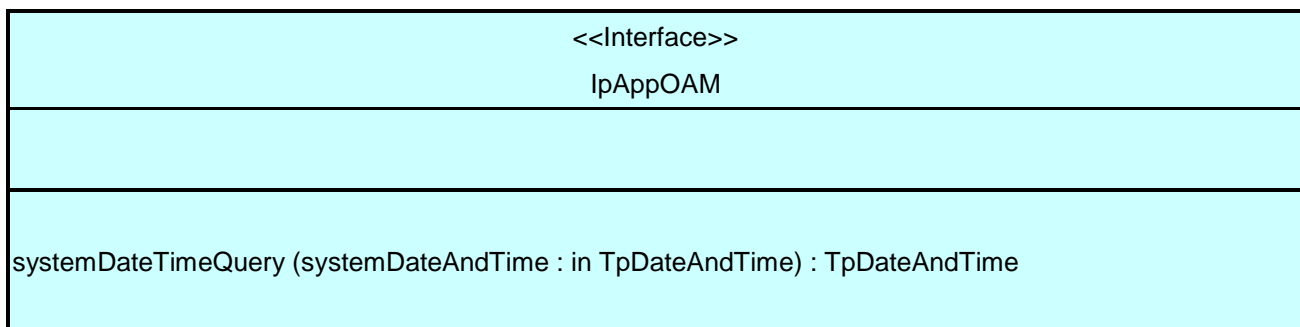 <<Interface>>
IpAppOAM
systemDateTimeQuery (systemDateAndTime : in TpDateAndTime) : TpDateAndTime